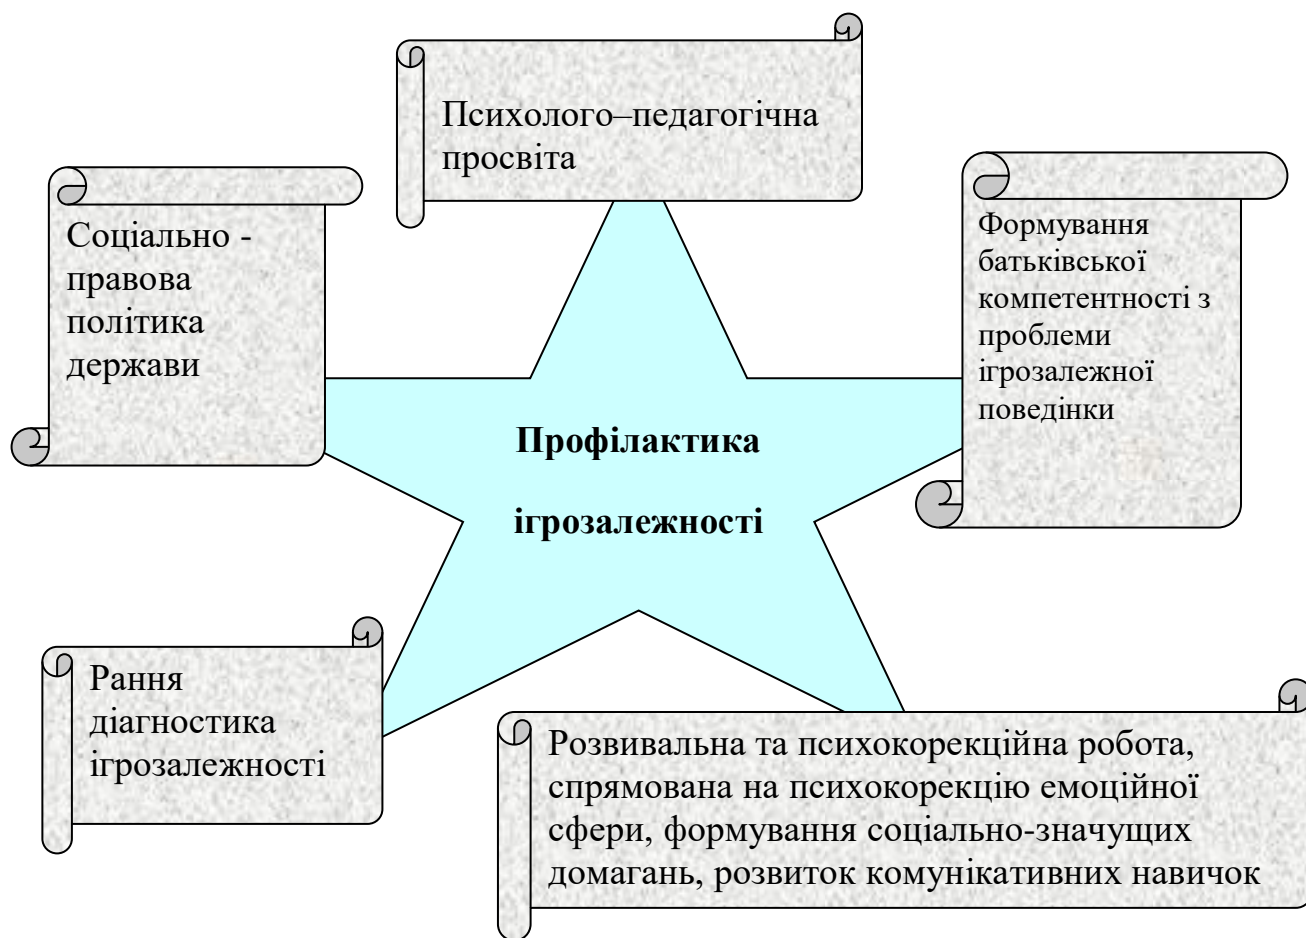 Психолого–педагогічна
просвіта
Соціально -
правова
політика
держави
Формування
батьківської
компетентності з
проблеми
ігрозалежної
поведінки
Профілактика
ігрозалежності
Рання
діагностика
ігрозалежності
Розвивальна та психокорекційна робота,
спрямована на психокорекцію емоційної
сфери, формування соціально-значущих
домагань, розвиток комунікативних навичок